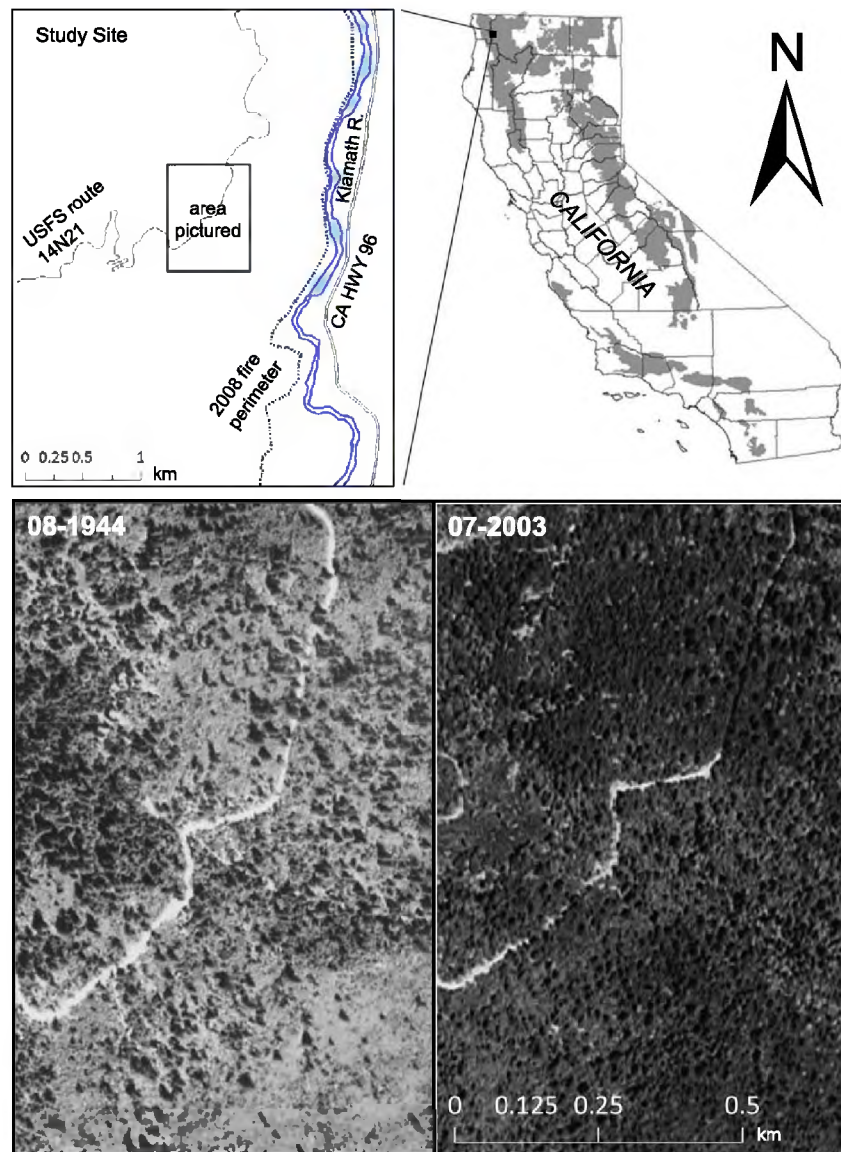 Study Site
Klamath R.
area
pictured
USFS route
14N21
CA HWY 96
2008 fire
perimeter
0 0.25 0.5 1
km
N
CALIFORNIA
08-1944
07-2003
0 0.125 0.25 0.5
km